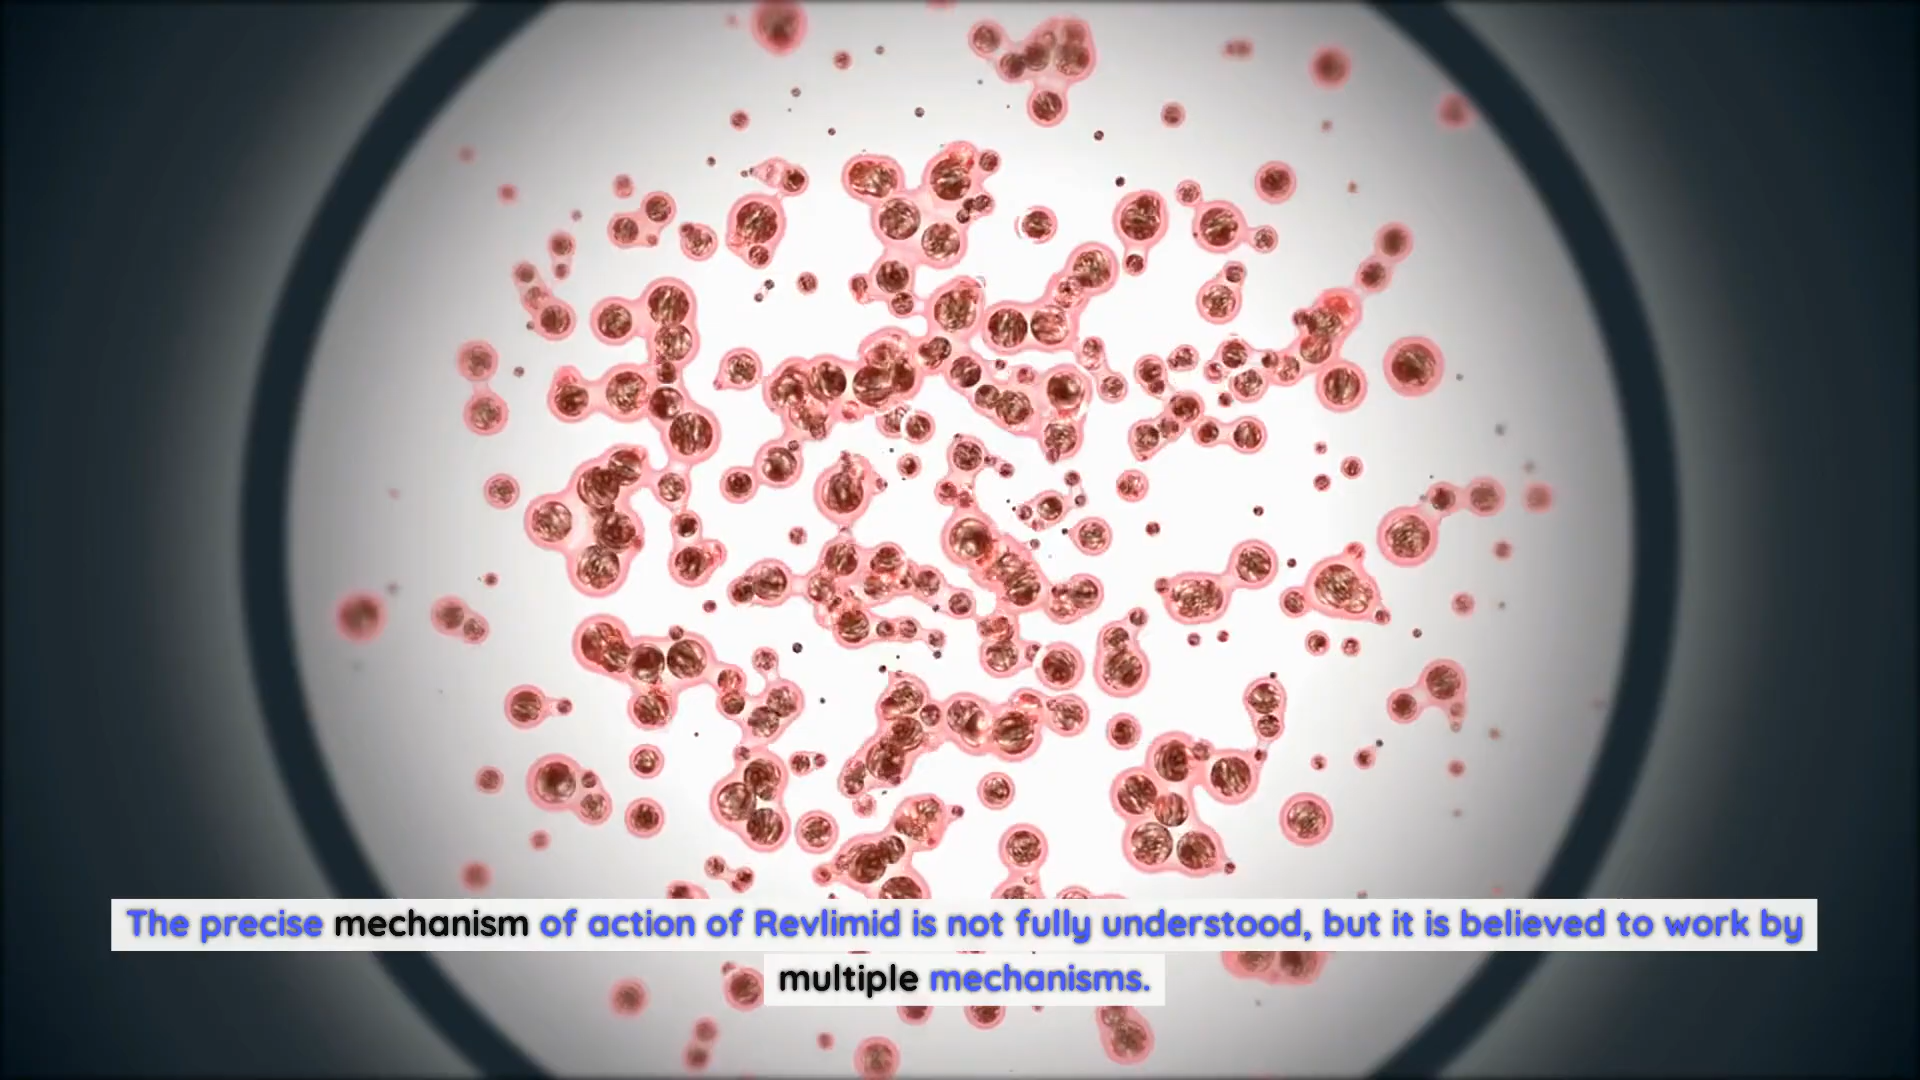 The precise mechanism of action of Revlimid is not fully understood, but it is believed to work by
multiple mechanisms.